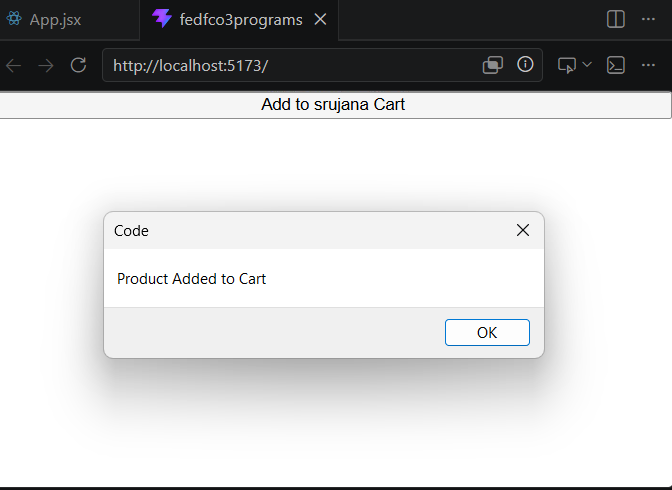 App.jsx
fedfco3programs
http://localhost:5173/
Add to srujana Cart
Code
Product Added to Cart
OK